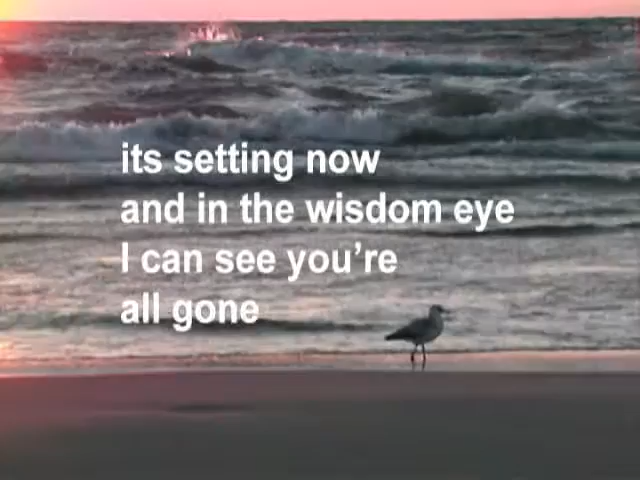 its setting now
and in the wisdom eye
I can see you’re
all gone